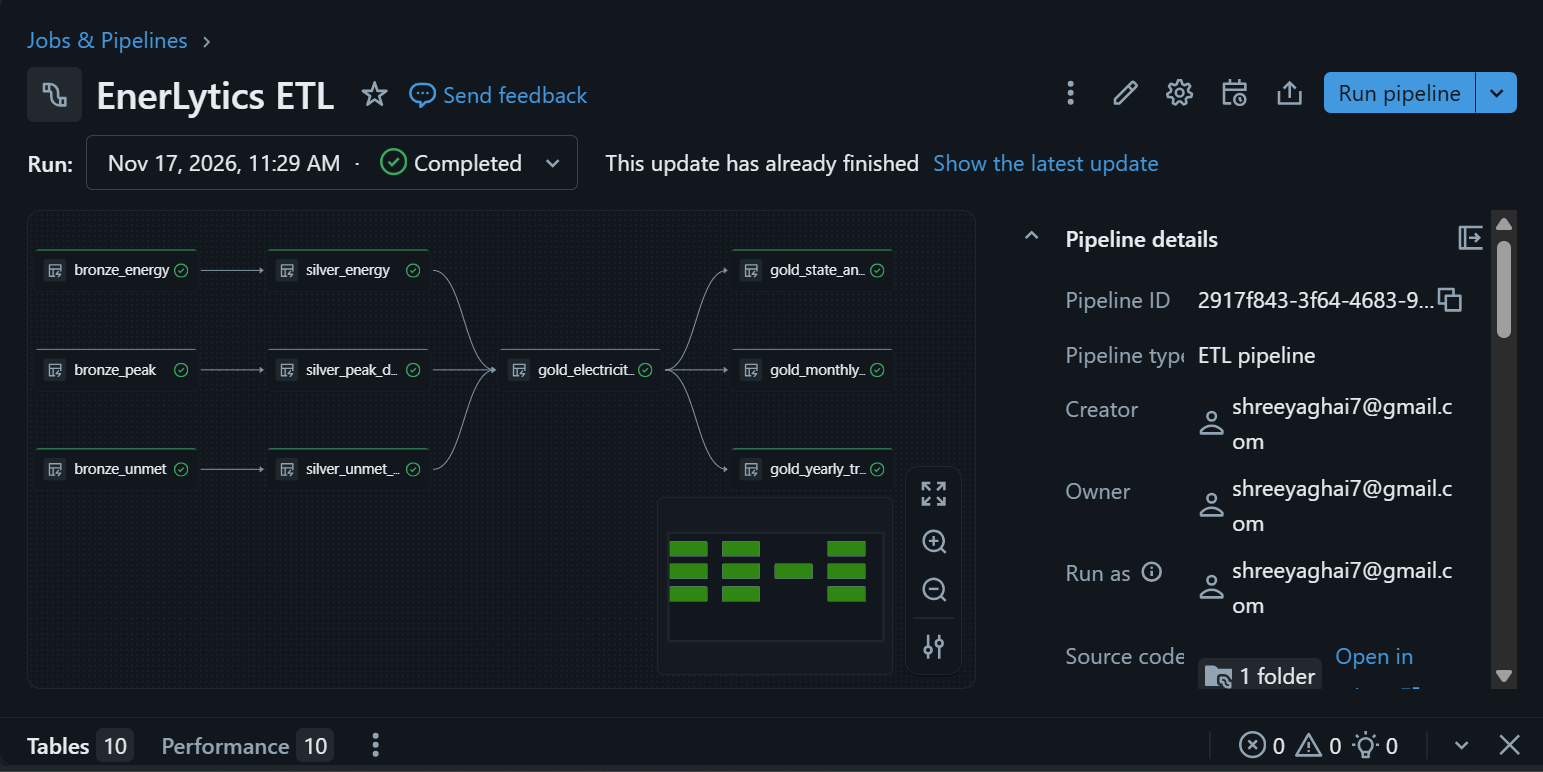 Jobs & Pipelines
EnerLytics ETL
Send feedback
Run pipeline
Run:
Nov 17, 2026, 11:29 AM · Completed
This update has already finished
Show the latest update
bronze_energy
silver_energy
gold_state_an...
bronze_peak
silver_peak_d...
gold_electricit...
gold_monthly...
bronze_unmet
silver_unmet_...
gold_yearly_tr...
Pipeline details
Pipeline ID
2917f843-3f64-4683-9...
Pipeline type
ETL pipeline
Creator
shreeyaghai7@gmail.c
om
Owner
shreeyaghai7@gmail.c
om
Run as
shreeyaghai7@gmail.c
om
Source code
1 folder
Open in
Tables 10
Performance 10
0
0
0